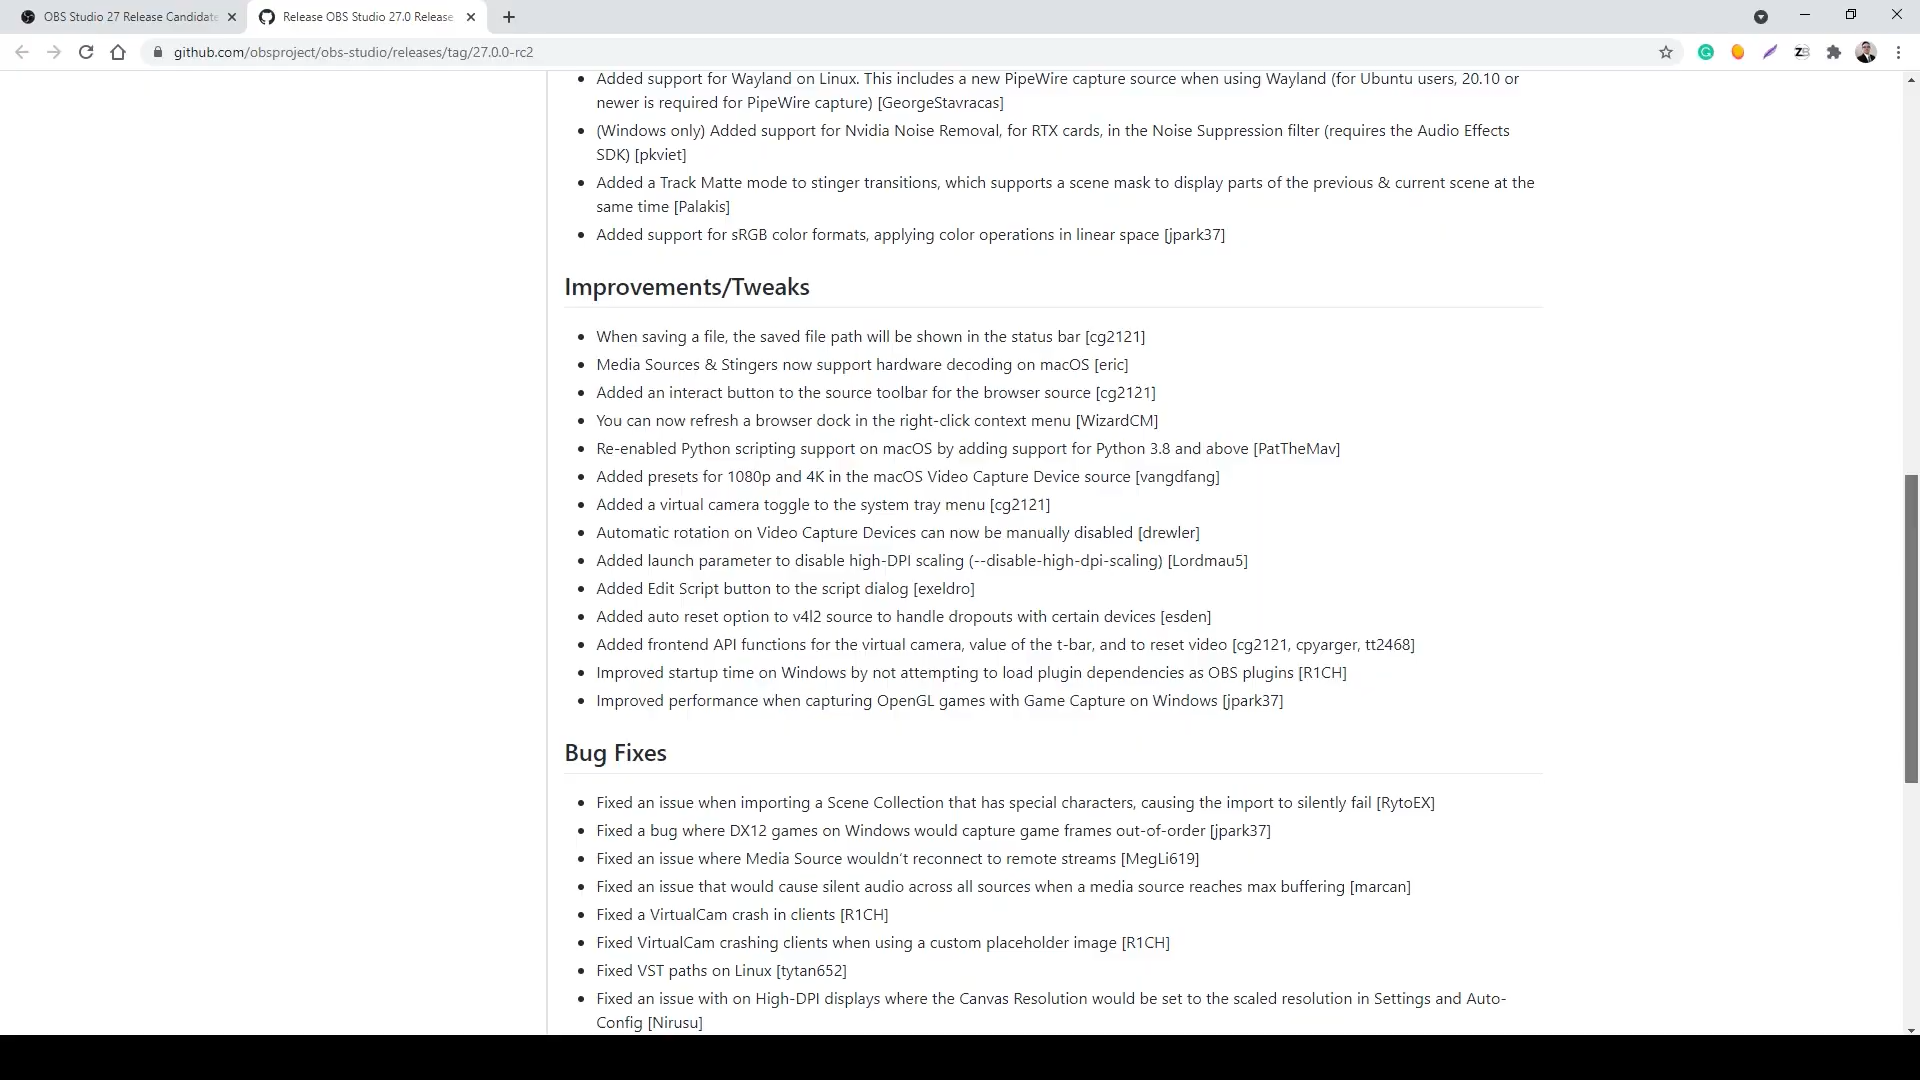 OBS Studio 27 Release Candidate
Release OBS Studio 27.0 Release
github.com/obsproject/obs-studio/releases/tag/27.0.0-rc2
• Added support for Wayland on Linux. This includes a new PipeWire capture source when using Wayland (for Ubuntu users, 20.10 or
newer is required for PipeWire capture) [GeorgeStavracas]
• (Windows only) Added support for Nvidia Noise Removal, for RTX cards, in the Noise Suppression filter (requires the Audio Effects
SDK) [pkviet]
• Added a Track Matte mode to stinger transitions, which supports a scene mask to display parts of the previous & current scene at the
same time [Palakis]
• Added support for sRGB color formats, applying color operations in linear space [jpark37]
Improvements/Tweaks
• When saving a file, the saved file path will be shown in the status bar [cg2121]
• Media Sources & Stingers now support hardware decoding on macOS [eric]
• Added an interact button to the source toolbar for the browser source [cg2121]
• You can now refresh a browser dock in the right-click context menu [WizardCM]
• Re-enabled Python scripting support on macOS by adding support for Python 3.8 and above [PatTheMav]
• Added presets for 1080p and 4K in the macOS Video Capture Device source [vangdfang]
• Added a virtual camera toggle to the system tray menu [cg2121]
• Automatic rotation on Video Capture Devices can now be manually disabled [drewler]
• Added launch parameter to disable high-DPI scaling (--disable-high-dpi-scaling) [Lordmau5]
• Added Edit Script button to the script dialog [exeldro]
• Added auto reset option to v4l2 source to handle dropouts with certain devices [esden]
• Added frontend API functions for the virtual camera, value of the t-bar, and to reset video [cg2121, cpyarger, tt2468]
• Improved startup time on Windows by not attempting to load plugin dependencies as OBS plugins [R1CH]
• Improved performance when capturing OpenGL games with Game Capture on Windows [jpark37]
Bug Fixes
• Fixed an issue when importing a Scene Collection that has special characters, causing the import to silently fail [RytoEX]
• Fixed a bug where DX12 games on Windows would capture game frames out-of-order [jpark37]
• Fixed an issue where Media Source wouldn't reconnect to remote streams [MegLi619]
• Fixed an issue that would cause silent audio across all sources when a media source reaches max buffering [marcan]
• Fixed a VirtualCam crash in clients [R1CH]
• Fixed VirtualCam crashing clients when using a custom placeholder image [R1CH]
• Fixed VST paths on Linux [tytan652]
• Fixed an issue with on High-DPI displays where the Canvas Resolution would be set to the scaled resolution in Settings and Auto-
Config [Nirusu]